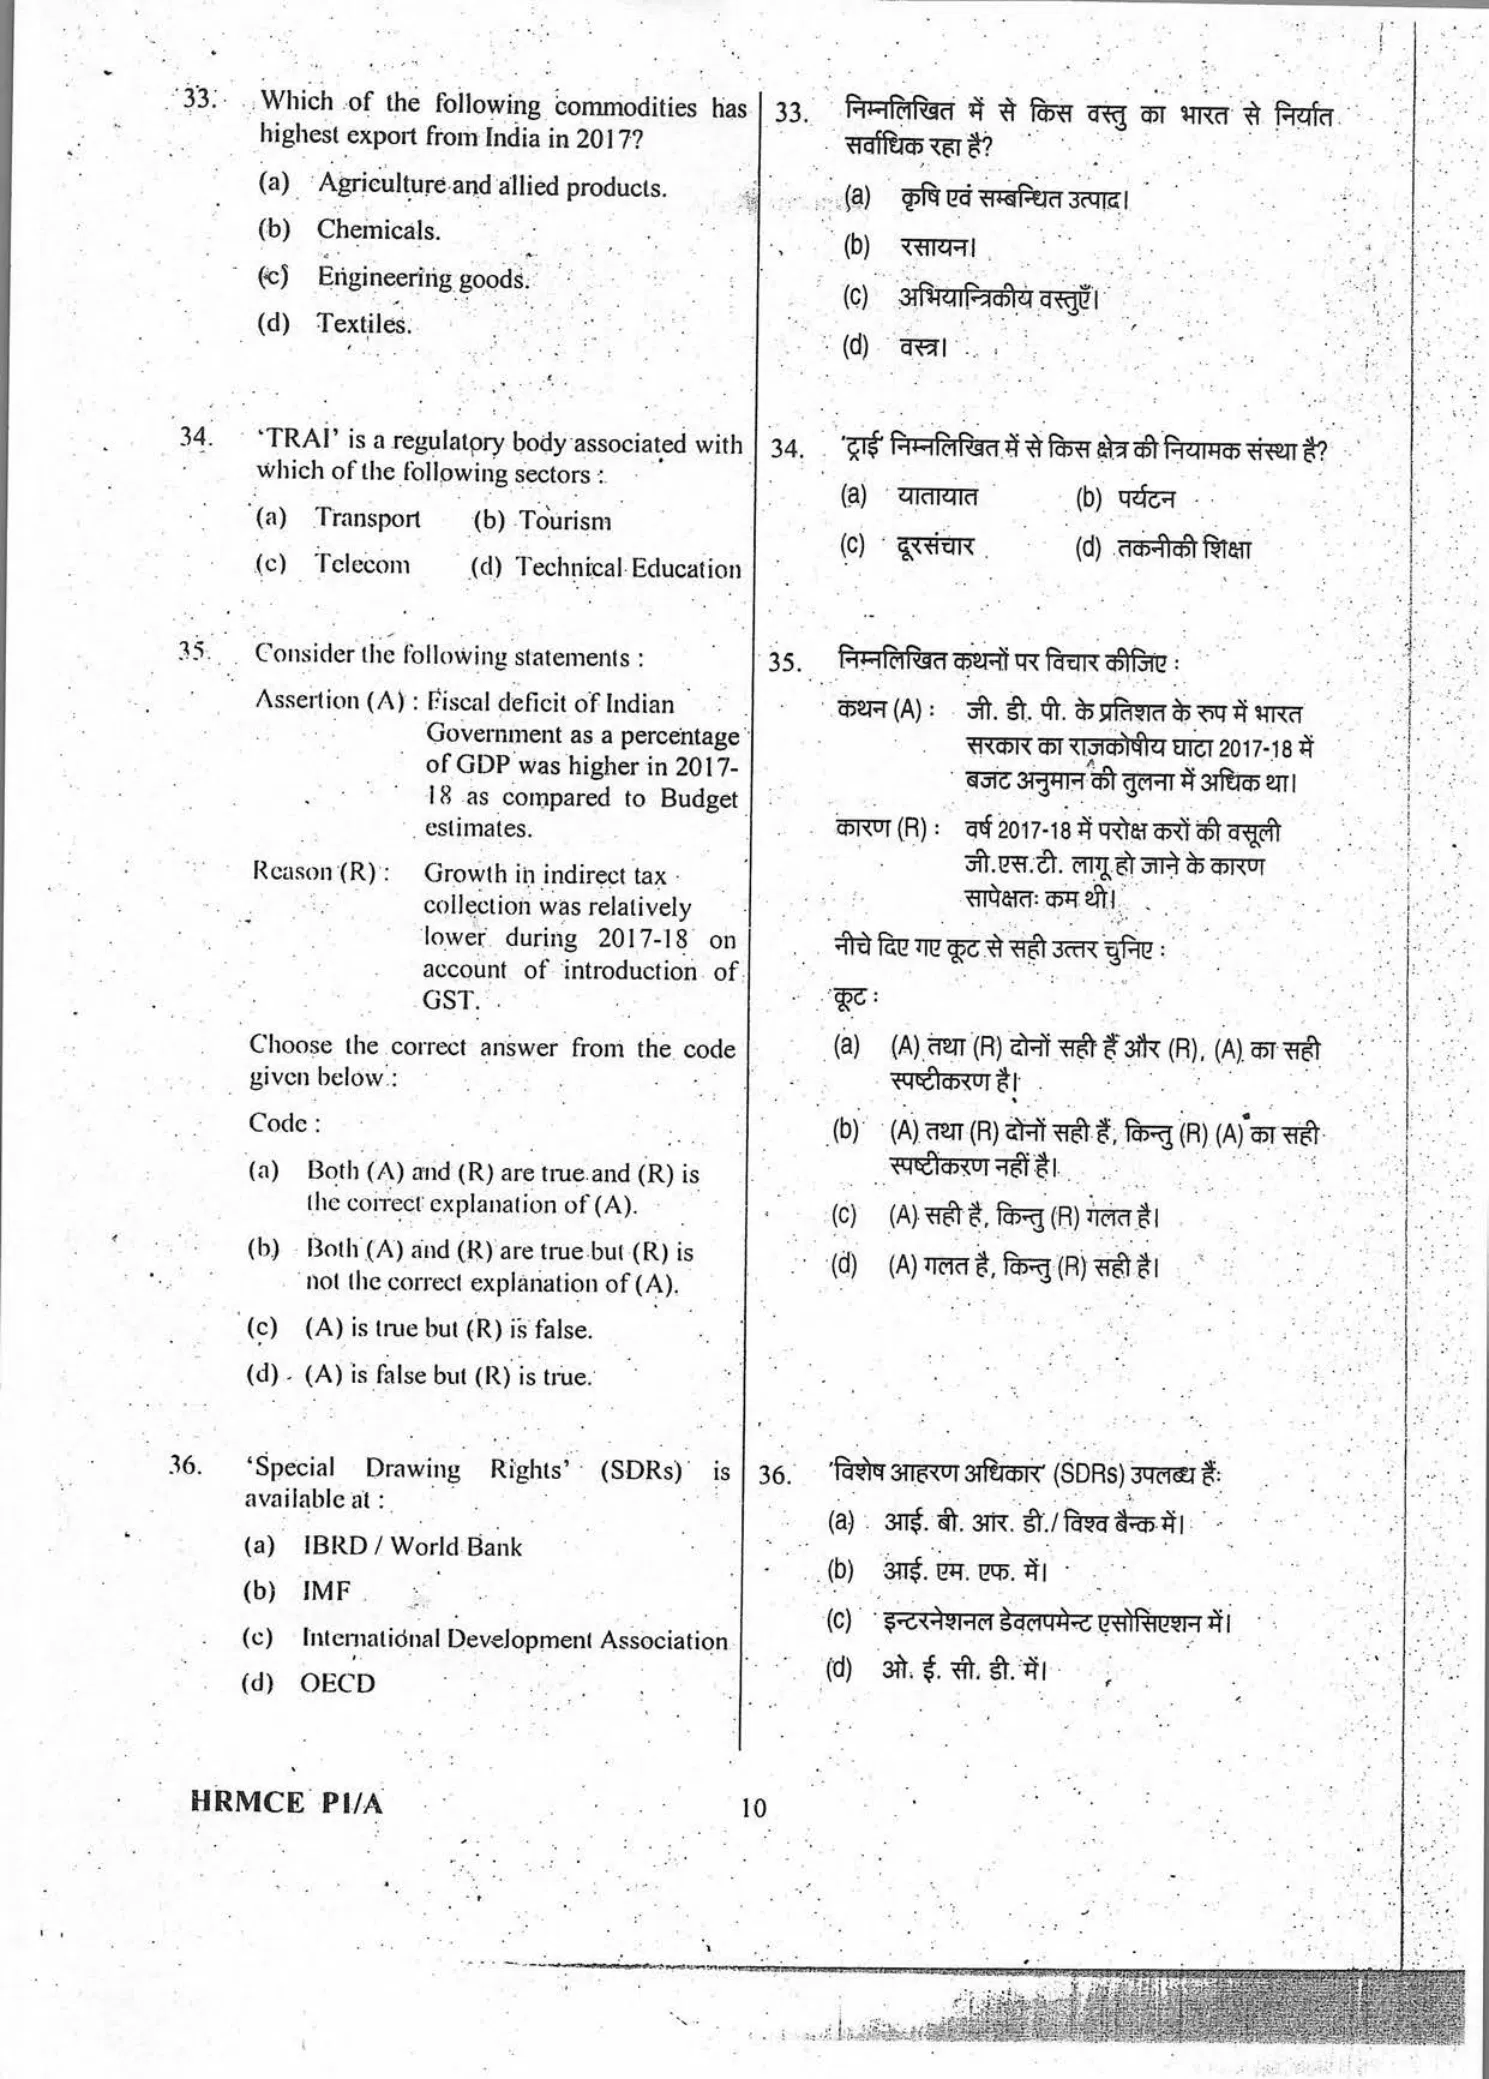 33. Which of the following commodities has
highest export from India in 2017?
(a) Agriculture and allied products.
(b) Chemicals.
(c) Engineering goods.
(d) Textiles.
34. ‘TRAI’ is a regulatory body associated with
which of the following sectors :
(a) Transport (b) Tourism
(c) Telecom (d) Technical Education
35. Consider the following statements :
Assertion (A) : Fiscal deficit of Indian
Government as a percentage
of GDP was higher in 2017-
18 as compared to Budget
estimates.
Reason (R) : Growth in indirect tax
collection was relatively
lower during 2017-18 on
account of introduction of
GST.
Choose the correct answer from the code
given below :
Code :
(a) Both (A) and (R) are true and (R) is
the correct explanation of (A).
(b) Both (A) and (R) are true but (R) is
not the correct explanation of (A).
(c) (A) is true but (R) is false.
(d) (A) is false but (R) is true.
36. ‘Special Drawing Rights’ (SDRs) is
available at :
(a) IBRD / World Bank
(b) IMF
(c) International Development Association
(d) OECD
33. निम्नलिखित में से किस वस्तु का भारत से निर्यात
सर्वाधिक रहा है?
(a) कृषि एवं सम्बन्धित उत्पाद।
(b) रसायन।
(c) अभियान्त्रिकीय वस्तुएँ।
(d) वस्त्र।
34. 'ट्राई' निम्नलिखित में से किस क्षेत्र की नियामक संस्था है?
(a) यातायात (b) पर्यटन
(c) दूरसंचार (d) तकनीकी शिक्षा
35. निम्नलिखित कथनों पर विचार कीजिए :
कथन (A) : जी. डी. पी. के प्रतिशत के रुप में भारत
सरकार का राजकोषीय घाटा 2017-18 में
बजट अनुमान की तुलना में अधिक था।
कारण (R) : वर्ष 2017-18 में परोक्ष करों की वसूली
जी.एस.टी. लागू हो जाने के कारण
सापेक्षतः कम थी।
नीचे दिए गए कूट से सही उत्तर चुनिए :
कूट :
(a) (A) तथा (R) दोनों सही हैं और (R), (A) का सही
स्पष्टीकरण है।
(b) (A) तथा (R) दोनों सही हैं, किन्तु (R) (A) का सही
स्पष्टीकरण नहीं है।
(c) (A) सही है, किन्तु (R) गलत है।
(d) (A) गलत है, किन्तु (R) सही है।
36. 'विशेष आहरण अधिकार' (SDRs) उपलब्ध हैं:
(a) आई. बी. आर. डी./ विश्व बैन्क में।
(b) आई. एम. एफ. में।
(c) इन्टरनेशनल डेवलपमेन्ट एसोसिएशन में।
(d) ओ. ई. सी. डी. में।
HRMCE P1/A
10